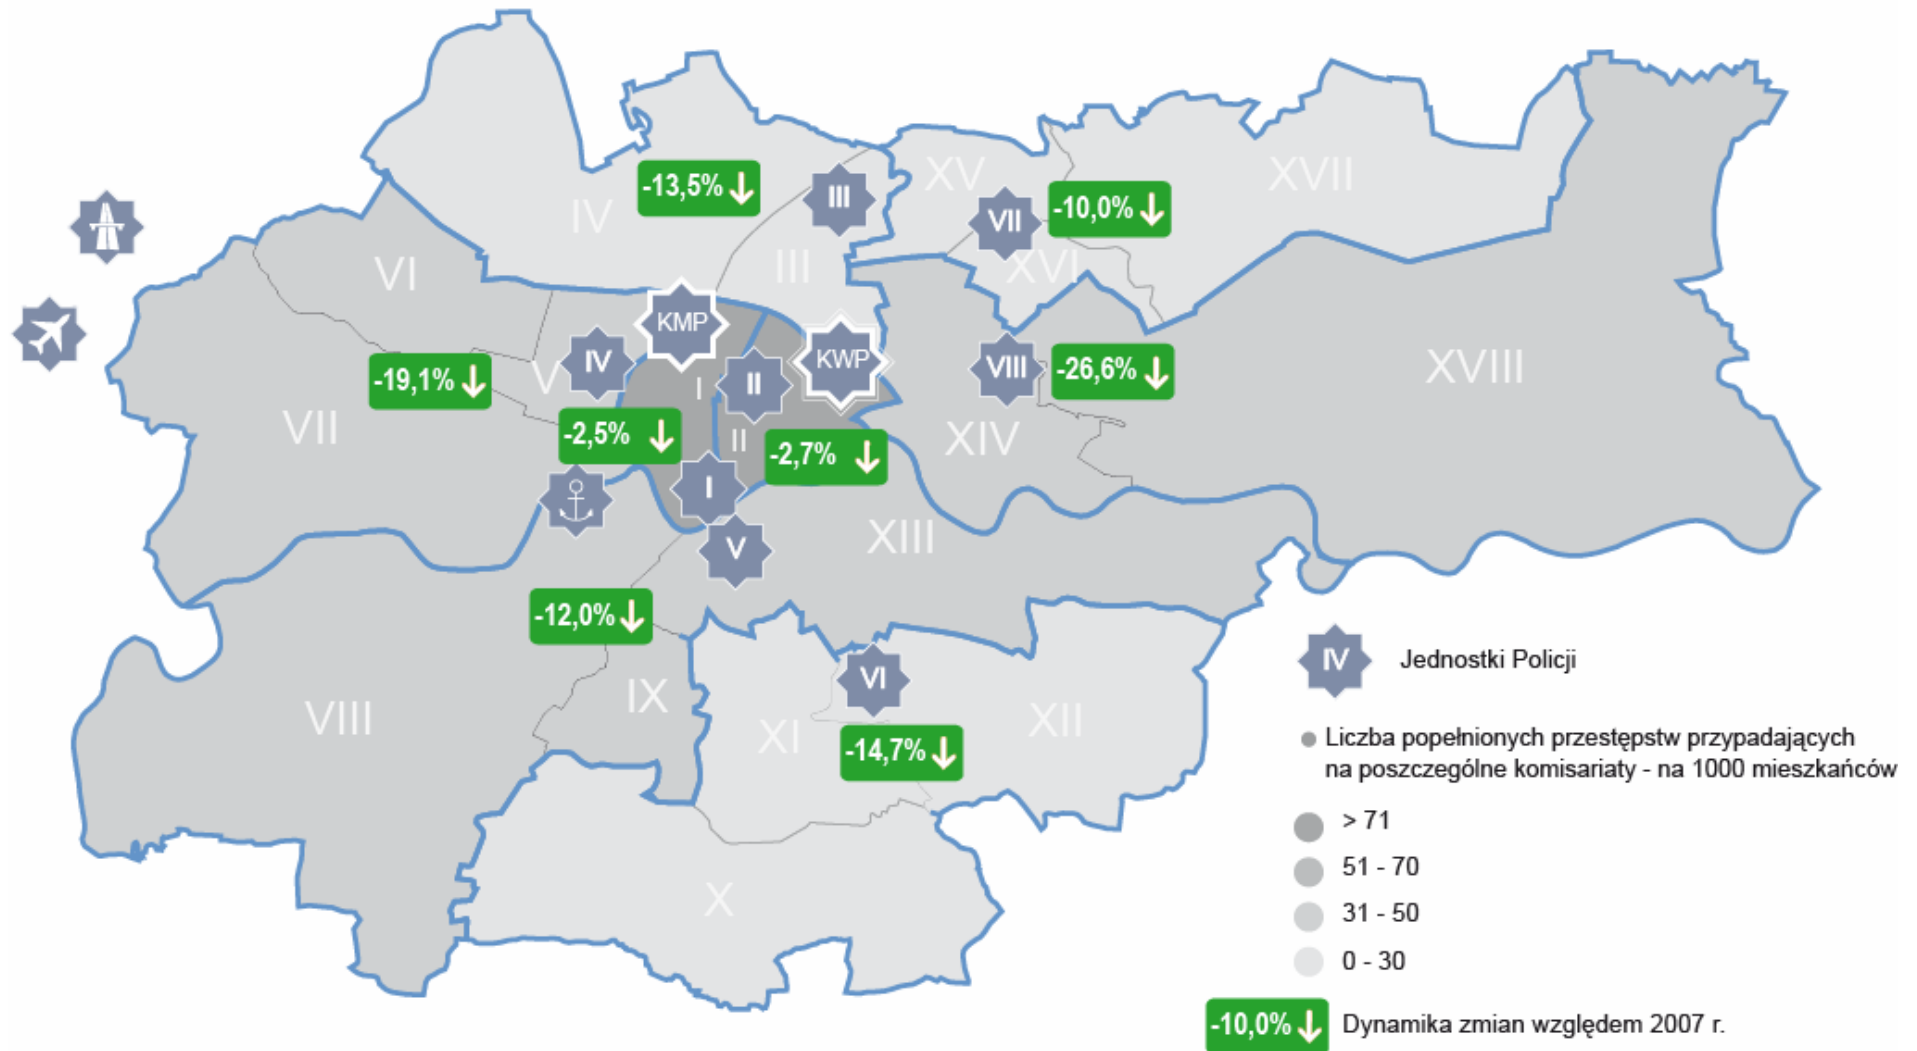 XV
XVII
-13,5%
III
-10,0%
VII
IV
III
XVI
VI
KMP
KWP
IV
V
I
II
VIII
-26,6%
XVIII
-19,1%
VII
-2,5%
II
-2,7%
XIV
I
V
XIII
-12,0%
VI
IX
VIII
XI
XII
-14,7%
X
IV Jednostki Policji
Liczba popełnionych przestępstw przypadających
na poszczególne komisariaty - na 1000 mieszkańców
> 71
51 - 70
31 - 50
0 - 30
-10,0% Dynamika zmian względem 2007 r.